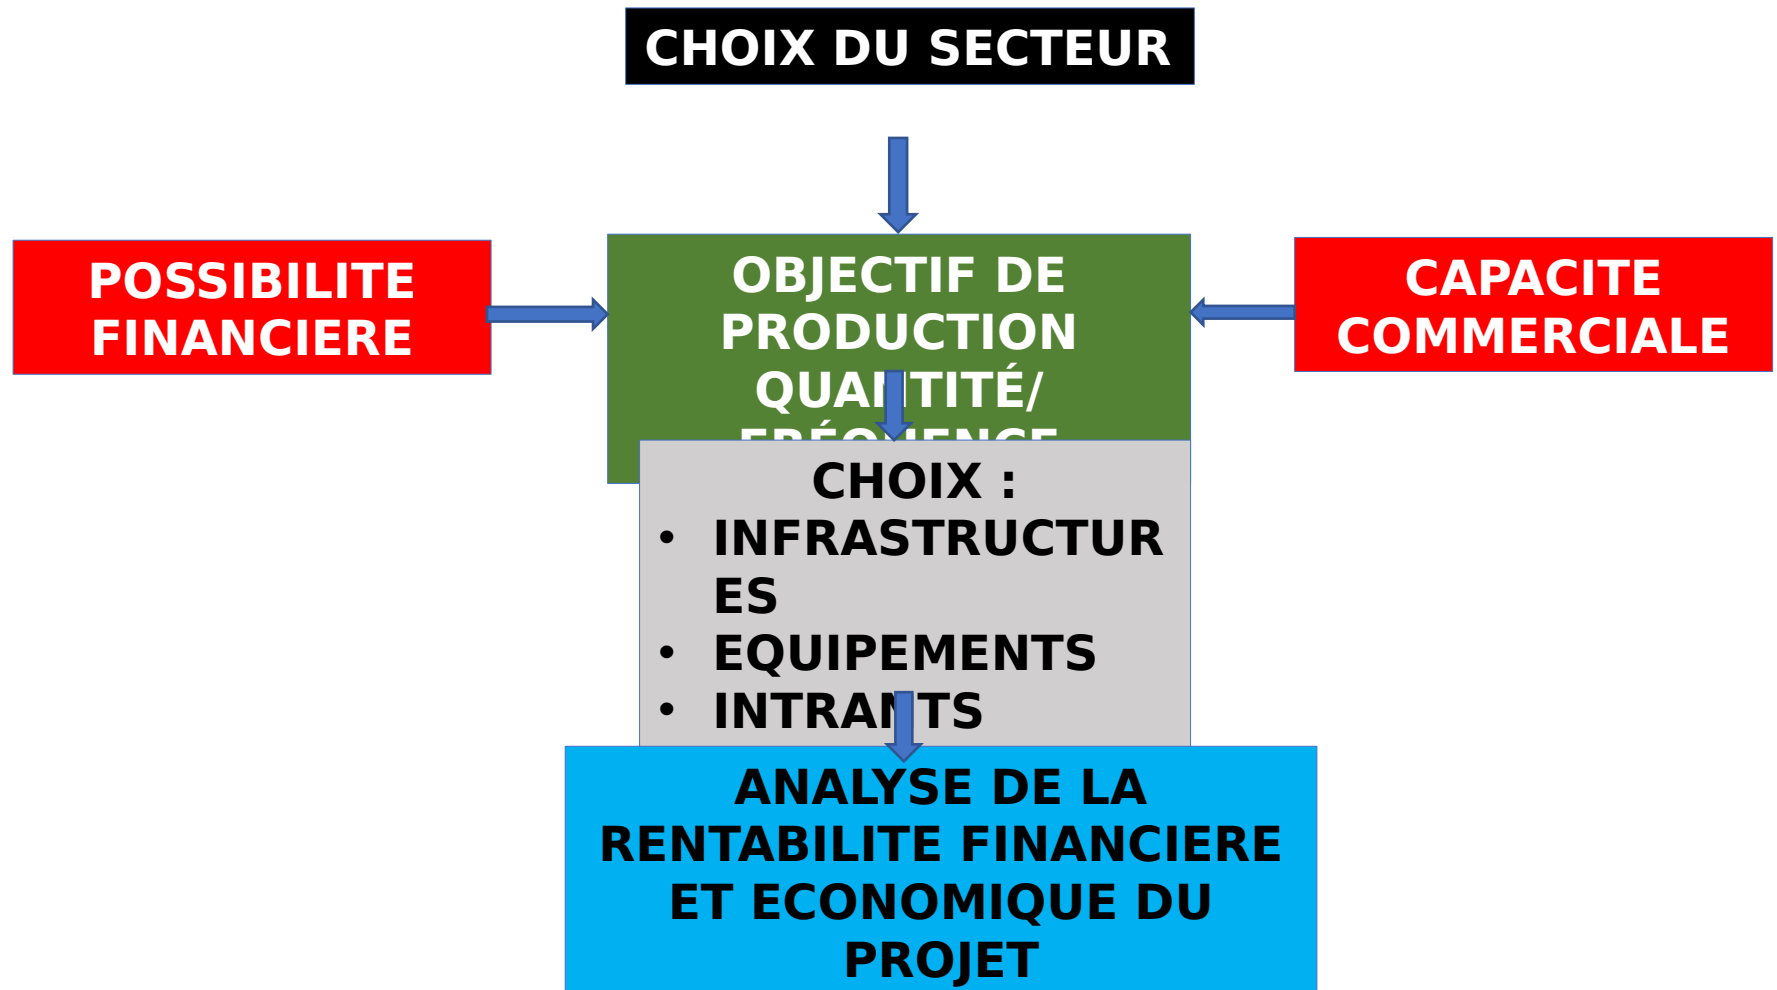 CHOIX DU SECTEUR
POSSIBILITE
FINANCIERE
OBJECTIF DE
PRODUCTION
QUANTITÉ/
FRÉQUENCE
CAPACITE
COMMERCIALE
CHOIX :
• INFRASTRUCTUR
ES
• EQUIPEMENTS
• INTRANTS
ANALYSE DE LA
RENTABILITE FINANCIERE
ET ECONOMIQUE DU
PROJET